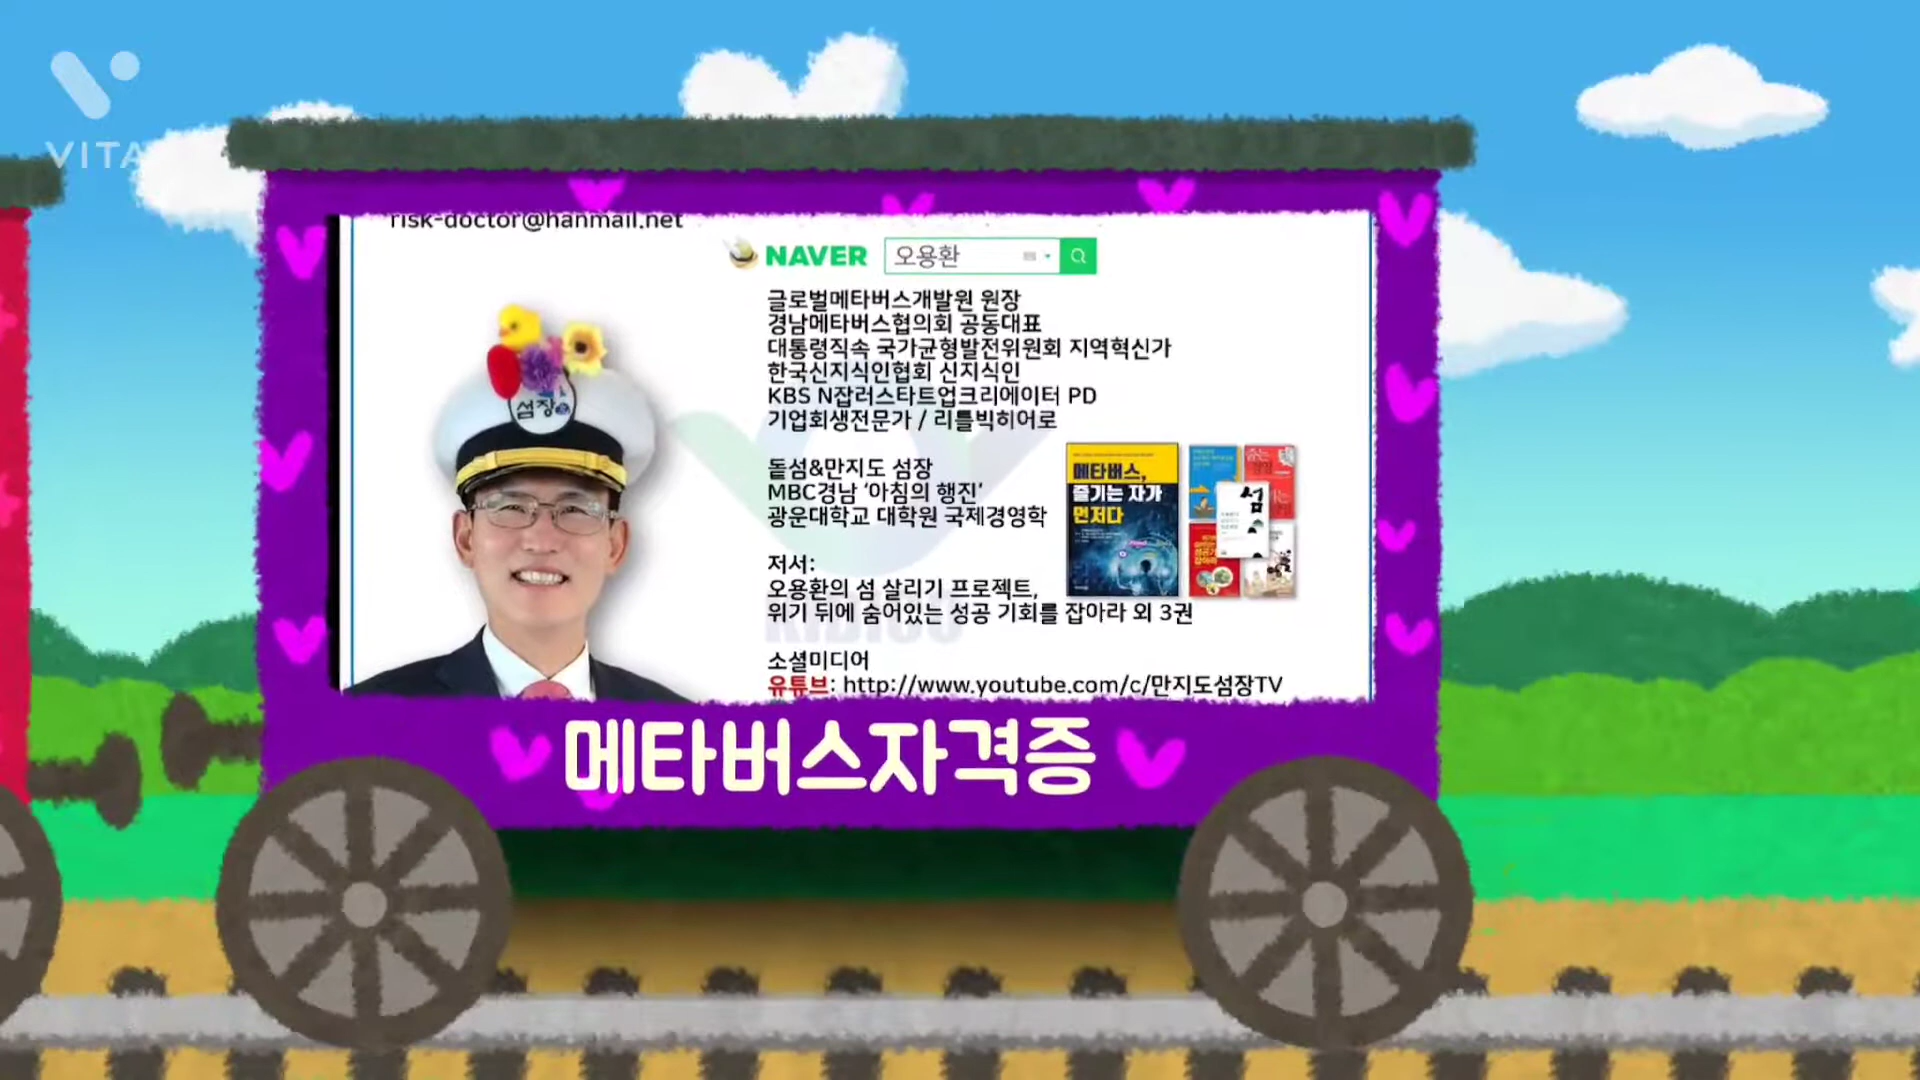 VITA
risk-doctor@hanmail.net
NAVER 오용환
글로벌메타버스개발원 원장
경남메타버스협의회 공동대표
대통령직속 국가균형발전위원회 지역혁신가
한국신지식인협회 신지식인
KBS N잡러스타트업크리에이터 PD
기업회생전문가 / 리틀빅히어로
섬장
돝섬&만지도 섬장
MBC경남 ‘아침의 행진’
광운대학교 대학원 국제경영학
메타버스,
즐기는 자가
먼저다
섬
저서:
오용환의 섬 살리기 프로젝트,
위기 뒤에 숨어있는 성공 기회를 잡아라 외 3권
소셜미디어
유튜브: http://www.youtube.com/c/만지도섬장TV
메타버스자격증